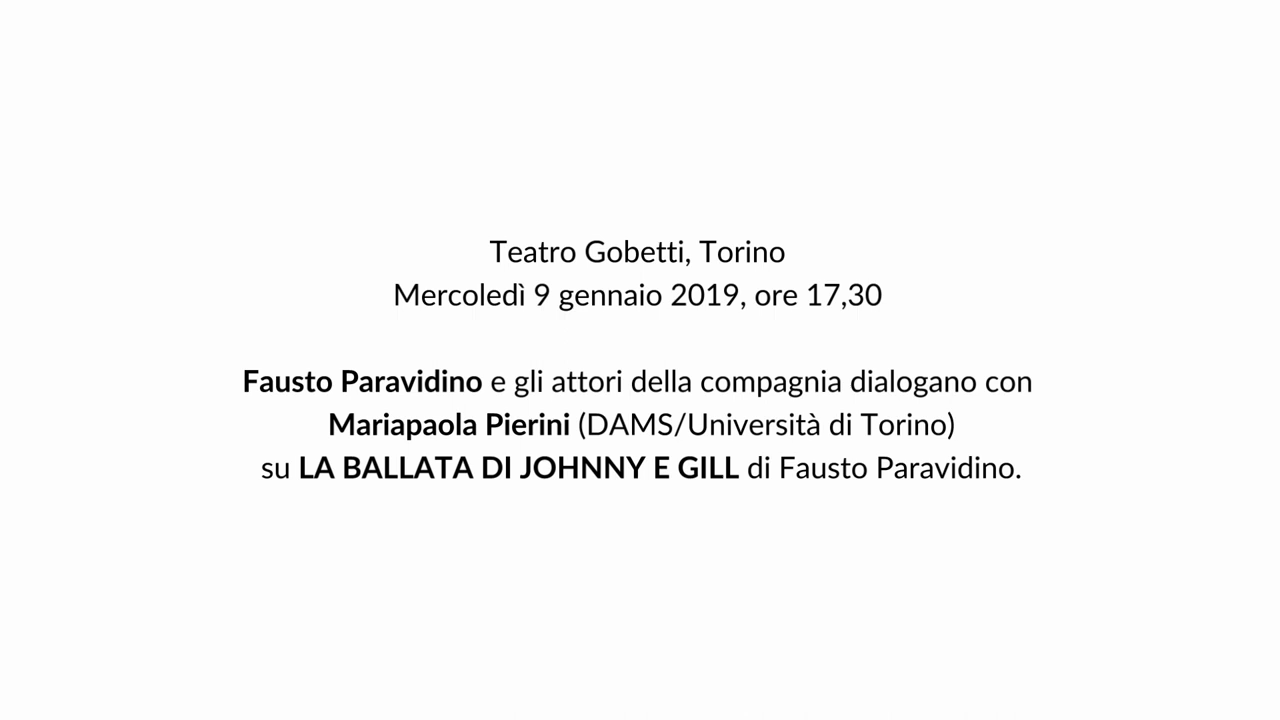 Teatro Gobetti, Torino
Mercoledì 9 gennaio 2019, ore 17,30
Fausto Paravidino e gli attori della compagnia dialogano con
Mariapaola Pierini (DAMS/Università di Torino)
su LA BALLATA DI JOHNNY E GILL di Fausto Paravidino.